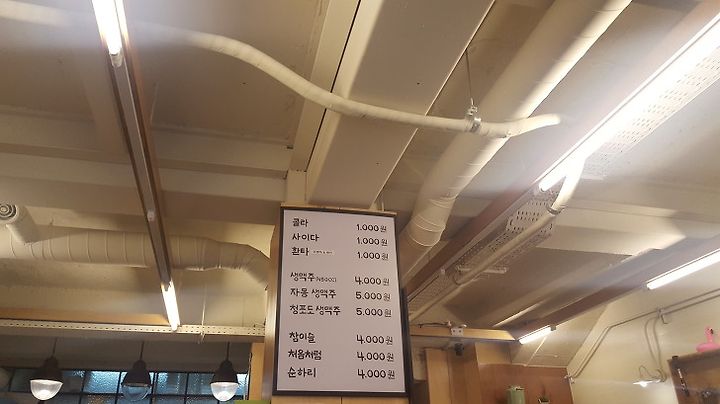 콜라 1,000원
사이다 1,000원
환타 1,000원
생맥주 4,000원
자몽 생맥주 5,000원
청포도 생맥주 5,000원
참이슬 4,000원
처음처럼 4,000원
순하리 4,000원